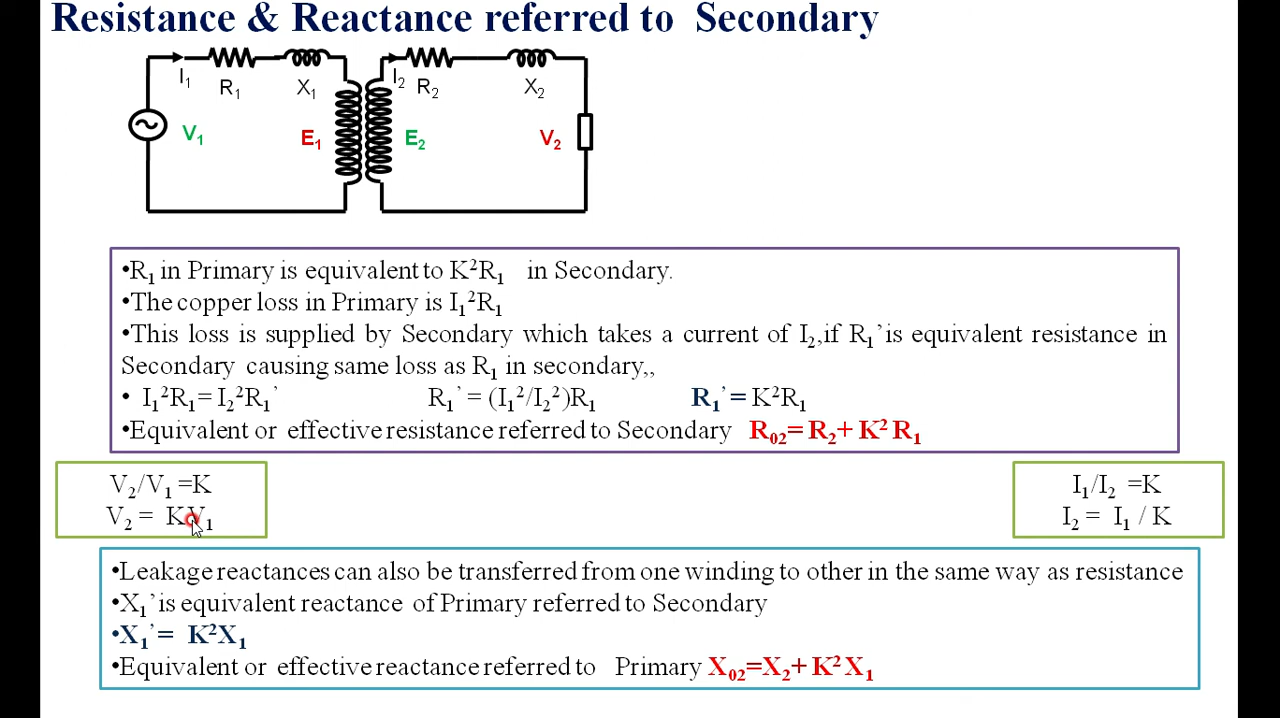 Resistance & Reactance referred to Secondary
I₁ R₁ X₁ I₂ R₂ X₂
V₁ E₁ E₂ V₂
•R₁ in Primary is equivalent to K²R₁ in Secondary.
•The copper loss in Primary is I₁²R₁
•This loss is supplied by Secondary which takes a current of I₂,if R₁’is equivalent resistance in
Secondary causing same loss as R₁ in secondary,,
• I₁²R₁= I₂²R₁’ R₁’ = (I₁²/I₂²)R₁ R₁’= K²R₁
•Equivalent or effective resistance referred to Secondary R₀₂= R₂+ K² R₁
V₂/V₁ =K
V₂ = KV₁
I₁/I₂ =K
I₂ = I₁ / K
•Leakage reactances can also be transferred from one winding to other in the same way as resistance
•X₁’is equivalent reactance of Primary referred to Secondary
•X₁’= K²X₁
•Equivalent or effective reactance referred to Primary X₀₂=X₂+ K² X₁